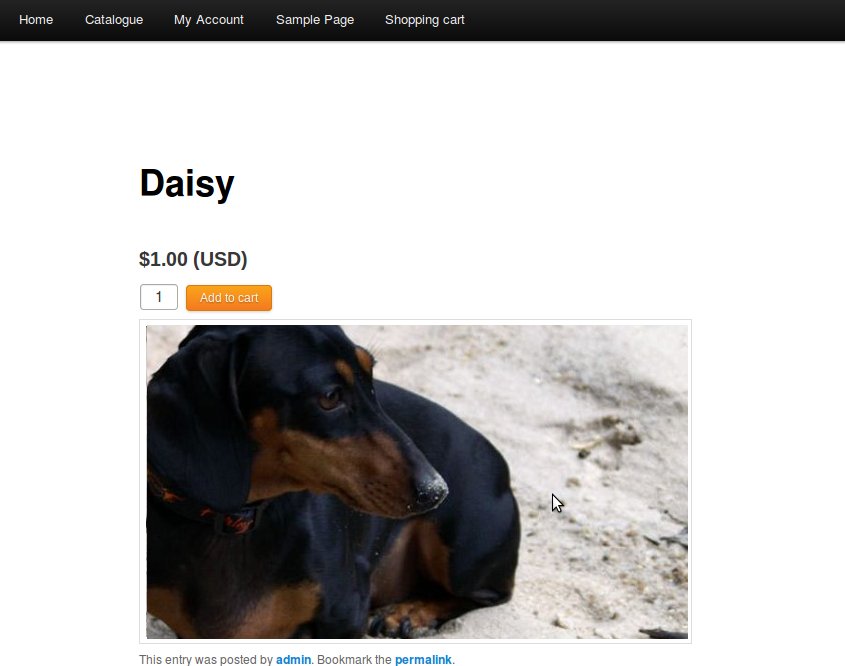 Home Catalogue My Account Sample Page Shopping cart
Daisy
$1.00 (USD)
1 Add to cart
This entry was posted by admin. Bookmark the permalink.